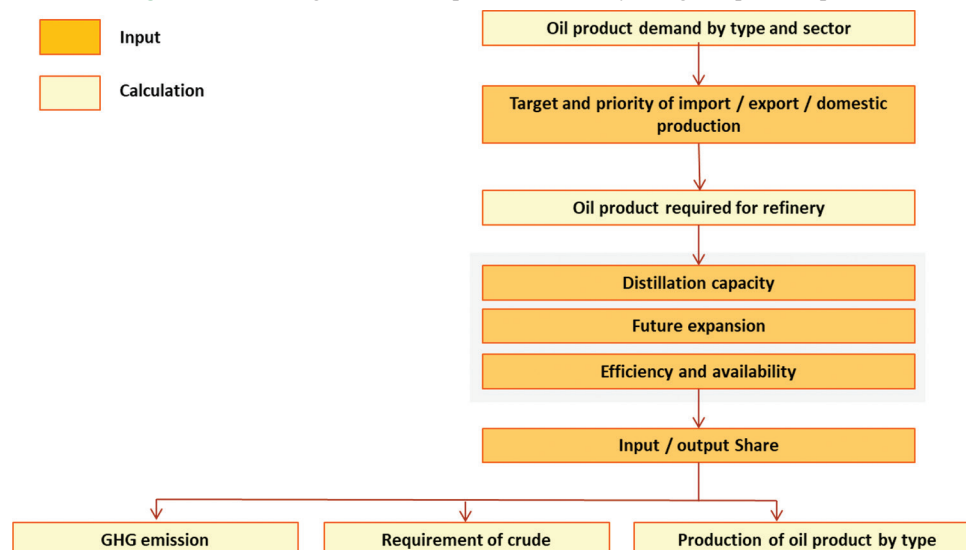 Input
Calculation
Oil product demand by type and sector
Target and priority of import / export / domestic
production
Oil product required for refinery
Distillation capacity
Future expansion
Efficiency and availability
Input / output Share
GHG emission
Requirement of crude
Production of oil product by type